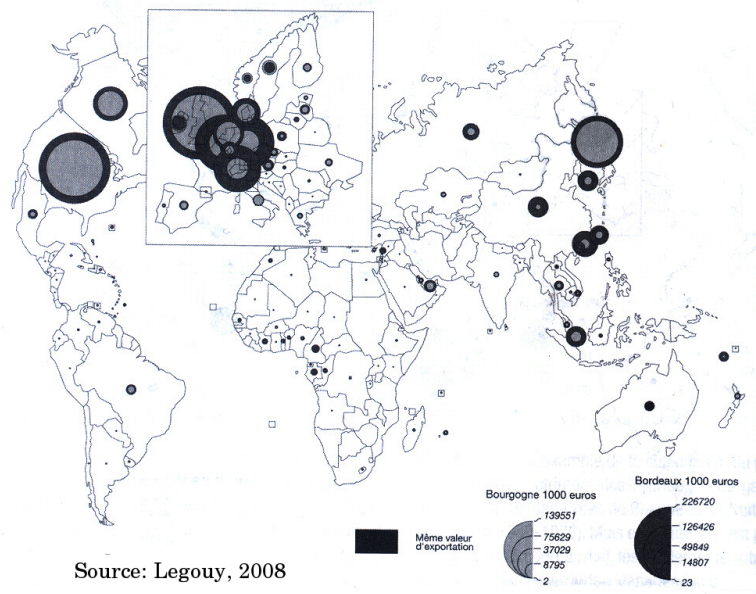 Bourgogne 1000 euros
139551
75629
37029
8795
2
Bordeaux 1000 euros
226720
126426
49849
14807
23
Même valeur
d'exportation
Source: Legouy, 2008